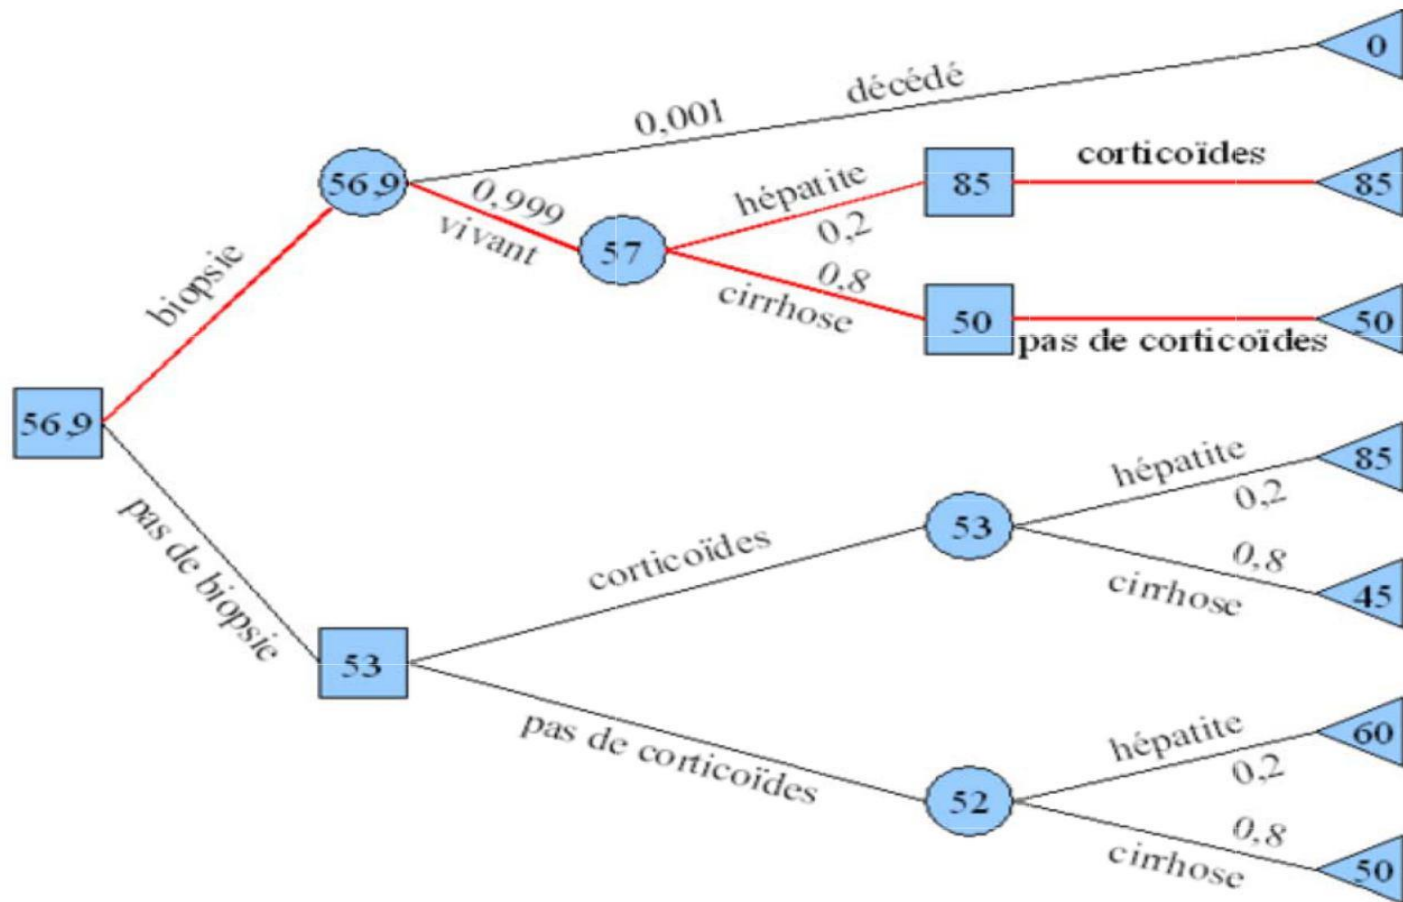 0
décédé
0,001
corticoïdes
56,9
0,999
vivant
hépatite
0,2
85
85
biopsie
57
0,8
cirrhose
50
pas de corticoïdes
50
56,9
pas de biopsie
hépatite
0,2
85
corticoïdes
53
0,8
cirrhose
45
53
pas de corticoïdes
hépatite
0,2
60
52
0,8
cirrhose
50